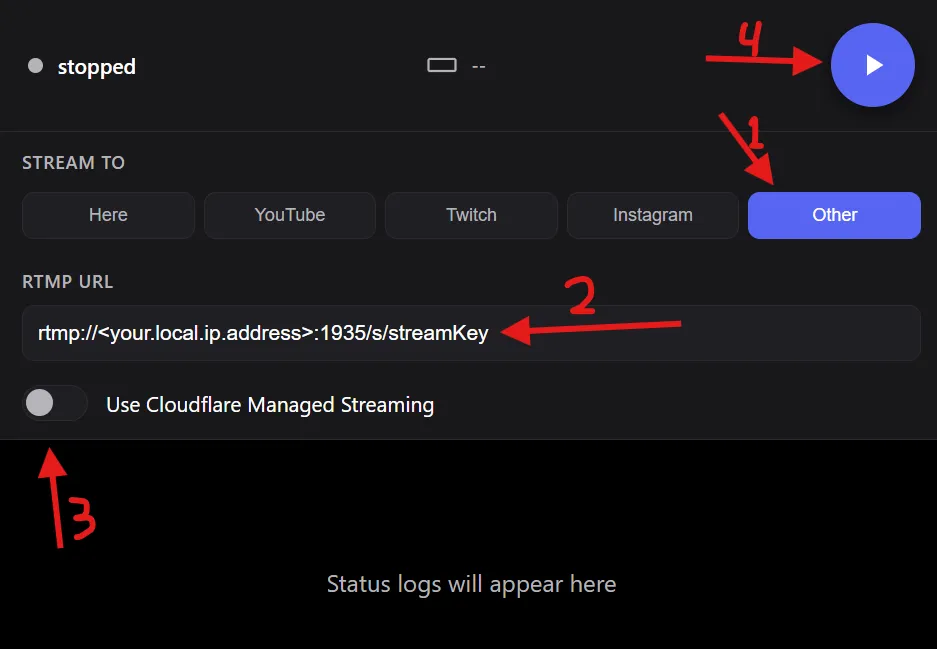 4
stopped --
1
STREAM TO
Here YouTube Twitch Instagram Other
RTMP URL
2
rtmp://<your.local.ip.address>:1935/s/streamKey
Use Cloudflare Managed Streaming
3
Status logs will appear here